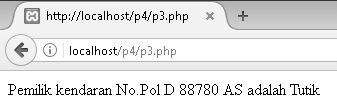 http://localhost/p4/p3.php
localhost/p4/p3.php
Pemilik kendaran No.Pol D 88780 AS adalah Tutik